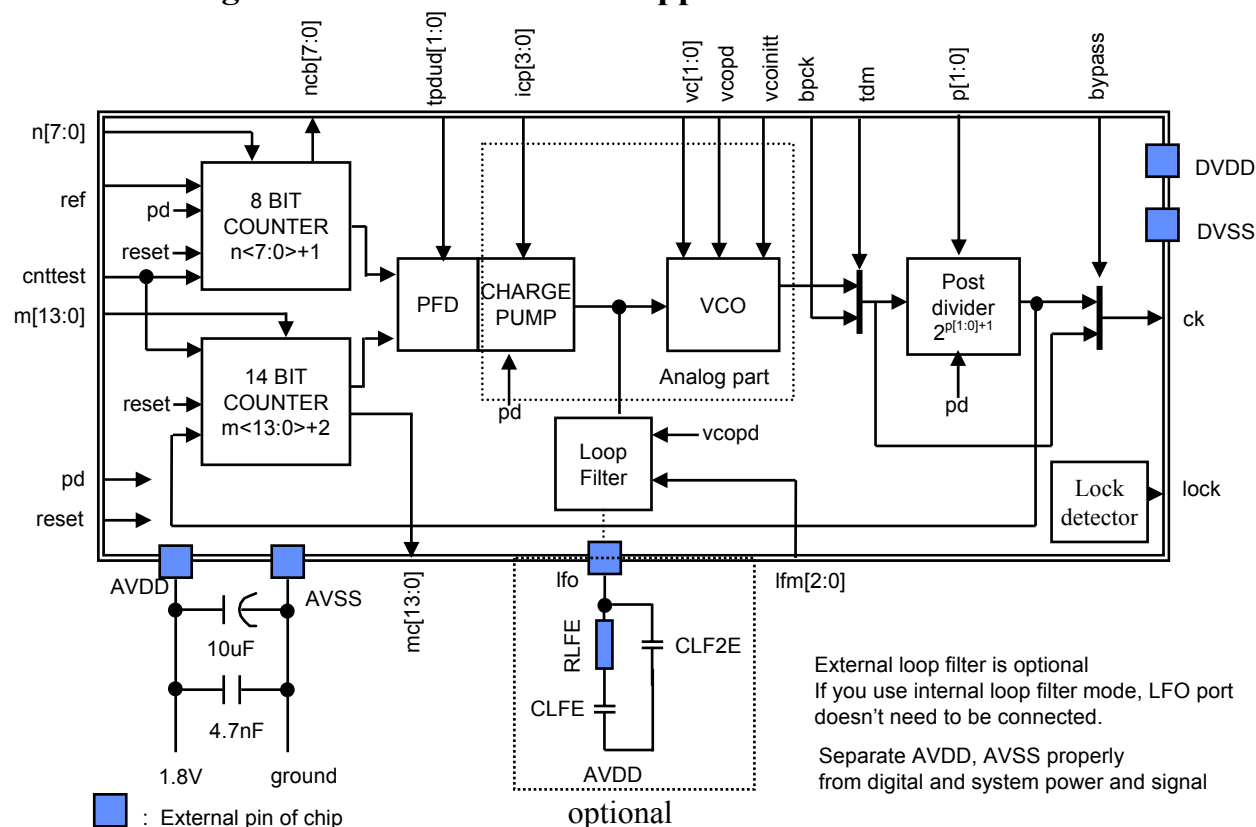 ncb[7:0]
tpdud[1:0]
icp[3:0]
vc[1:0]
vcopd
vcoinitt
bpck
tdm
p[1:0]
bypass
n[7:0]
ref
pd
reset
cnttest
m[13:0]
8 BIT
COUNTER
n<7:0>+1
14 BIT
COUNTER
m<13:0>+2
reset
PFD
CHARGE
PUMP
pd
VCO
Analog part
Post
divider
2^p[1:0]+1
pd
DVDD
DVSS
ck
Loop
Filter
vcopd
Lock
detector
lock
pd
reset
AVDD
AVSS
mc[13:0]
lfo
lfm[2:0]
10uF
4.7nF
1.8V
ground
RLFE
CLF2E
CLFE
AVDD
optional
External loop filter is optional
If you use internal loop filter mode, LFO port
doesn't need to be connected.
Separate AVDD, AVSS properly
from digital and system power and signal
: External pin of chip